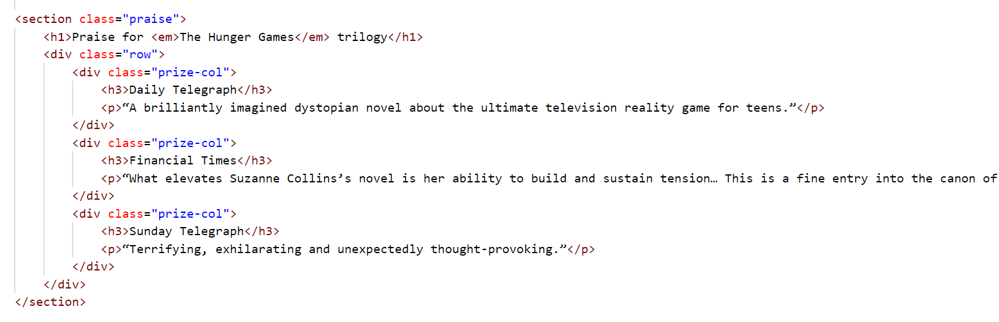 <section class="praise">
    <h1>Praise for <em>The Hunger Games</em> trilogy</h1>
    <div class="row">
        <div class="prize-col">
            <h3>Daily Telegraph</h3>
            <p>“A brilliantly imagined dystopian novel about the ultimate television reality game for teens.”</p>
        </div>
        <div class="prize-col">
            <h3>Financial Times</h3>
            <p>“What elevates Suzanne Collins’s novel is her ability to build and sustain tension… This is a fine entry into the canon of
        </div>
        <div class="prize-col">
            <h3>Sunday Telegraph</h3>
            <p>“Terrifying, exhilarating and unexpectedly thought-provoking.”</p>
        </div>
    </div>
</section>